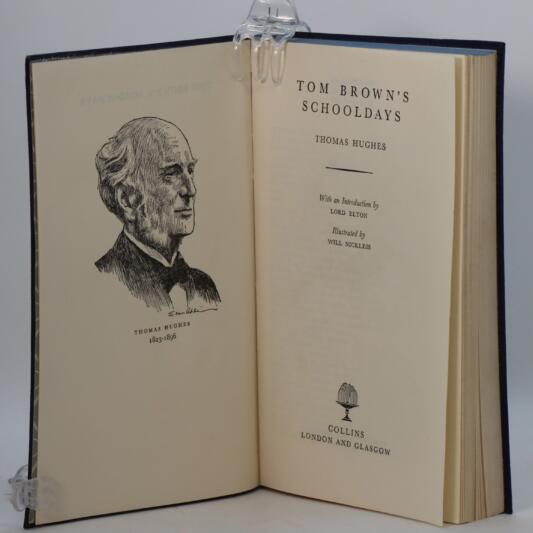 THOMAS HUGHES
1823-1896
TOM BROWN'S
SCHOOLDAYS
THOMAS HUGHES
With an Introduction by
LORD ELTON
Illustrated by
WILL NICKLESS
COLLINS
LONDON AND GLASGOW